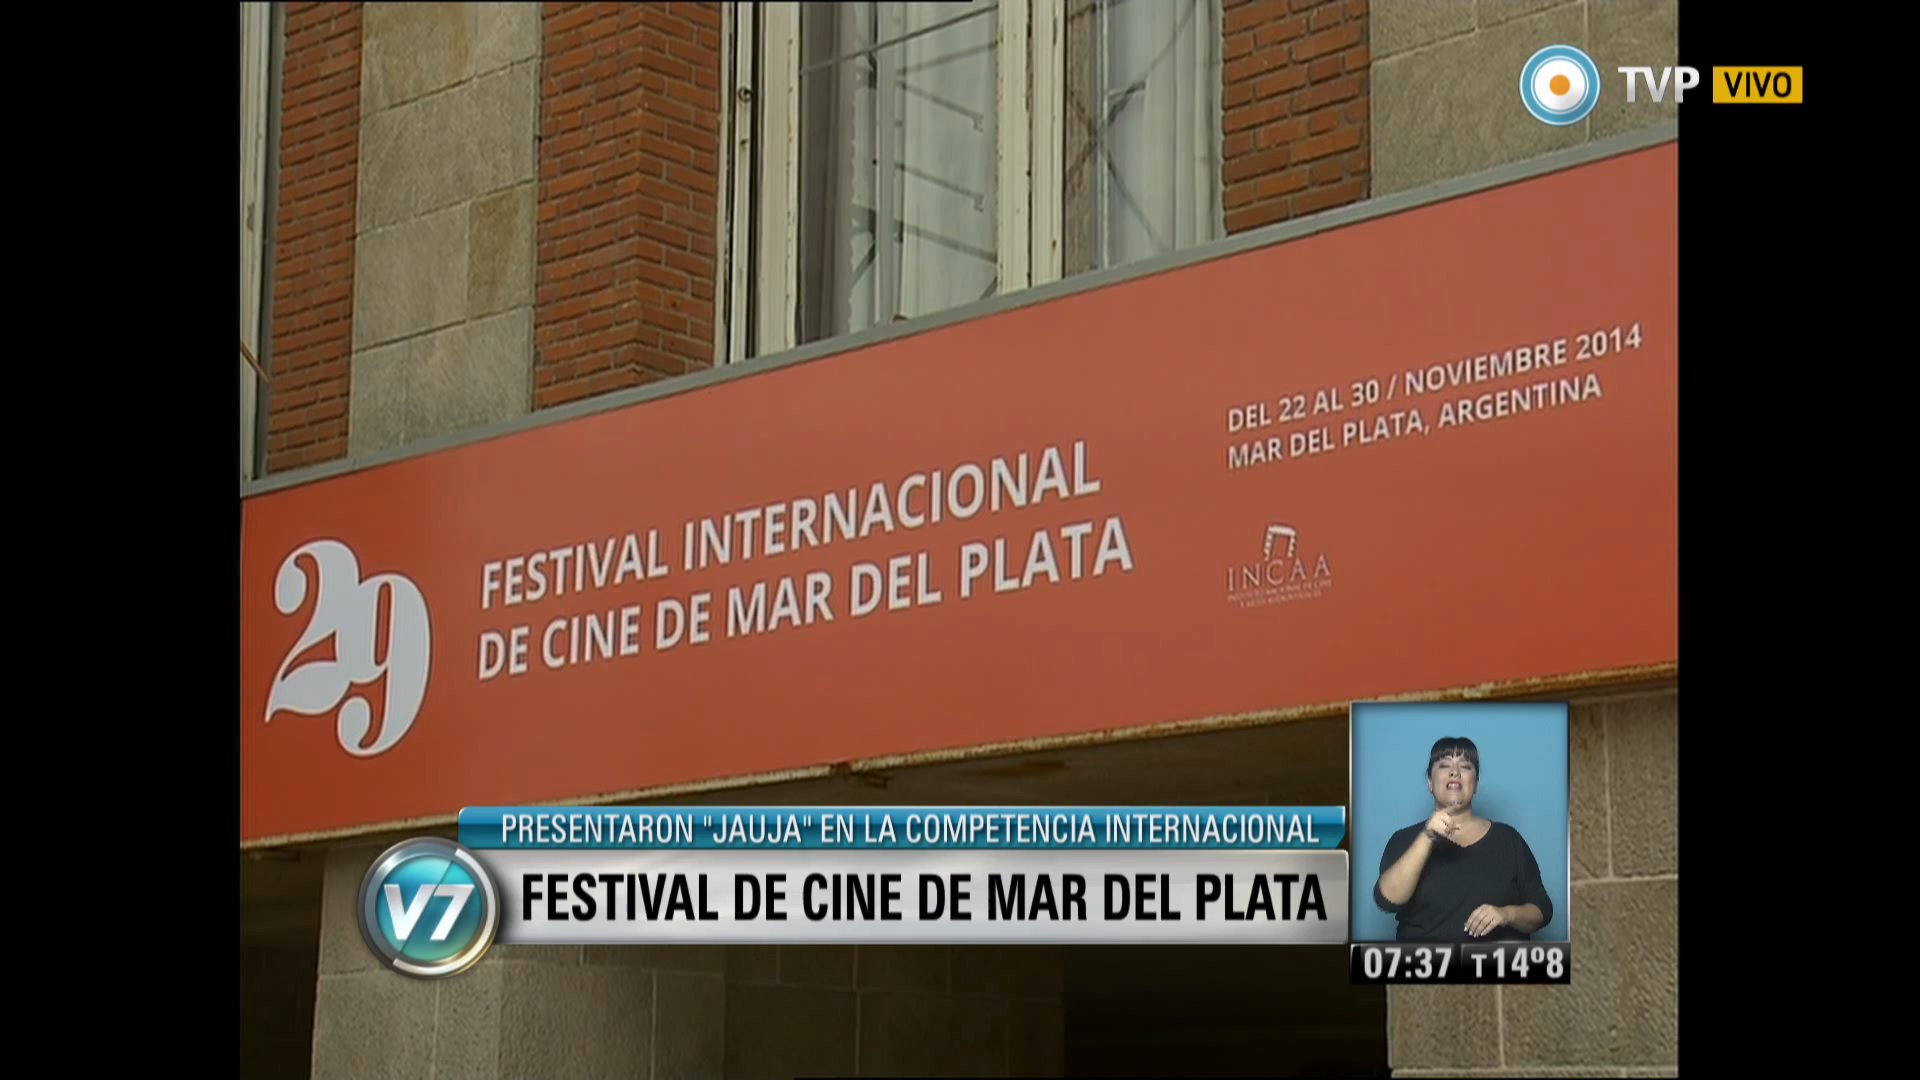 TVP VIVO
DEL 22 AL 30 / NOVIEMBRE 2014
MAR DEL PLATA, ARGENTINA
29
FESTIVAL INTERNACIONAL
DE CINE DE MAR DEL PLATA
INCAA
PRESENTARON "JAUJA" EN LA COMPETENCIA INTERNACIONAL
V7
FESTIVAL DE CINE DE MAR DEL PLATA
07:37 T14º8